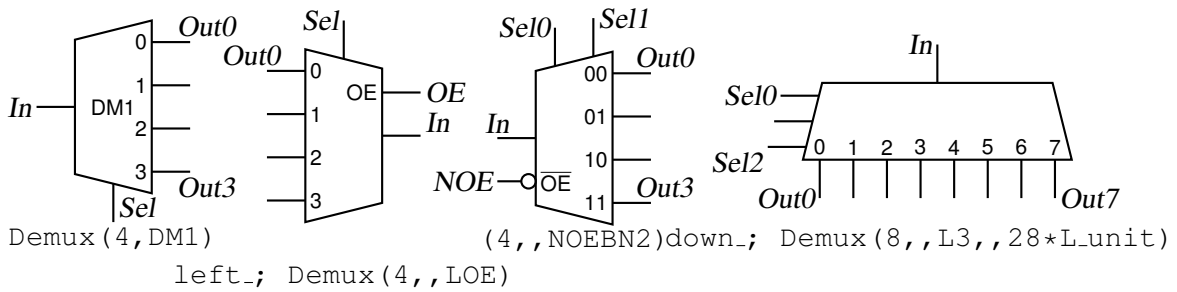 Out0
0
1
In
DM1
2
3
Out3
Sel
Demux(4,DM1)
Sel
Out0
0
OE
OE
1
In
2
3
left_; Demux(4,,LOE)
Sel0
Sel1
00
Out0
01
In
10
NOE
OE
11
Out3
(4,,NOEBN2)
In
Sel0
Sel2
0 1 2 3 4 5 6 7
Out0
Out7
down_; Demux(8,,L3,,28*L_unit)